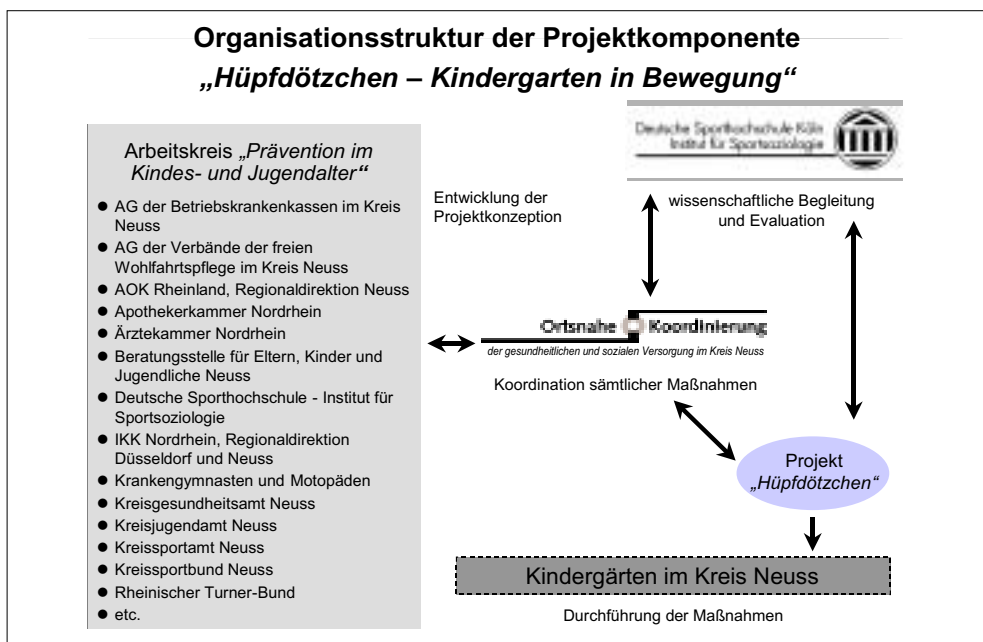 Organisationsstruktur der Projektkomponente
„Hüpfdötzchen – Kindergarten in Bewegung“
Arbeitskreis „Prävention im
Kindes- und Jugendalter“
● AG der Betriebskrankenkassen im Kreis
Neuss
● AG der Verbände der freien
Wohlfahrtspflege im Kreis Neuss
● AOK Rheinland, Regionaldirektion Neuss
● Apothekerkammer Nordrhein
● Ärztekammer Nordrhein
● Beratungsstelle für Eltern, Kinder und
Jugendliche Neuss
● Deutsche Sporthochschule - Institut für
Sportsoziologie
● IKK Nordrhein, Regionaldirektion
Düsseldorf und Neuss
● Krankengymnasten und Motopäden
● Kreisgesundheitsamt Neuss
● Kreisjugendamt Neuss
● Kreissportamt Neuss
● Kreissportbund Neuss
● Rheinischer Turner-Bund
● etc.
Entwicklung der
Projektkonzeption
Deutsche Sporthochschule Köln
Institut für Sportsoziologie
wissenschaftliche Begleitung
und Evaluation
Ortsnahe Koordinierung
der gesundheitlichen und sozialen Versorgung im Kreis Neuss
Koordination sämtlicher Maßnahmen
Projekt
„Hüpfdötzchen“
Kindergärten im Kreis Neuss
Durchführung der Maßnahmen